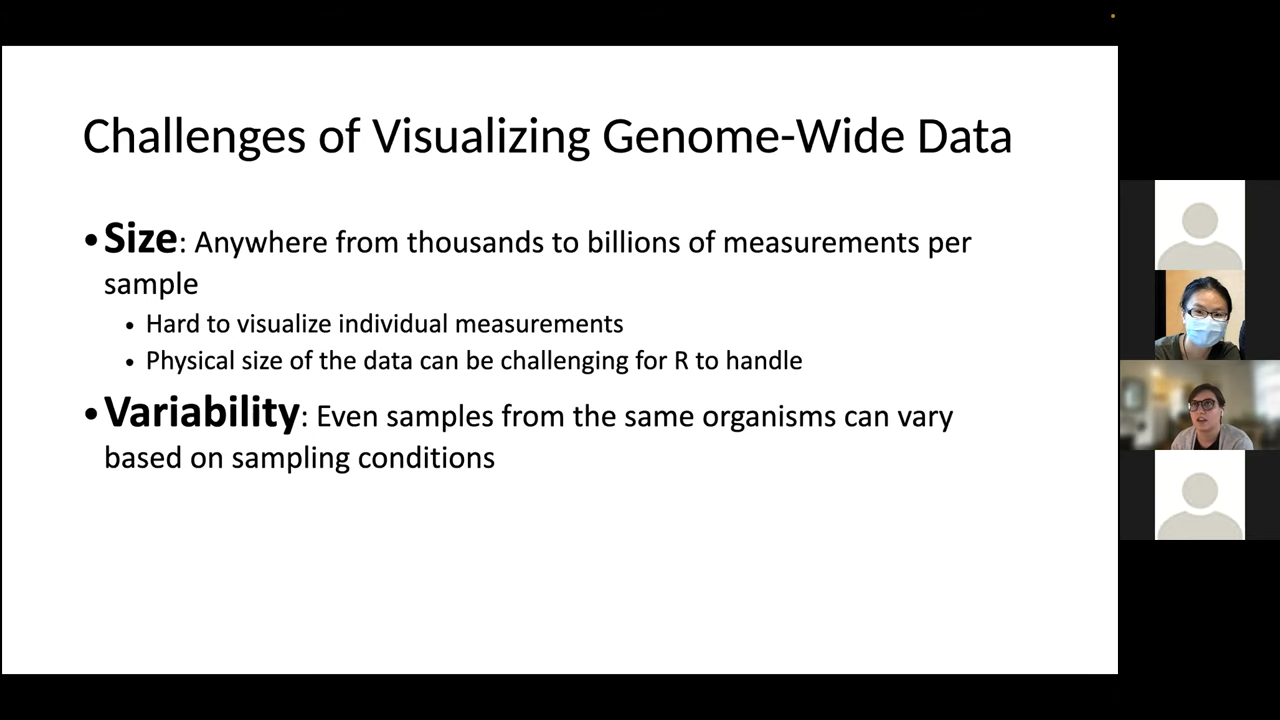 Challenges of Visualizing Genome-Wide Data
•Size: Anywhere from thousands to billions of measurements per
sample
• Hard to visualize individual measurements
• Physical size of the data can be challenging for R to handle
•Variability: Even samples from the same organisms can vary
based on sampling conditions